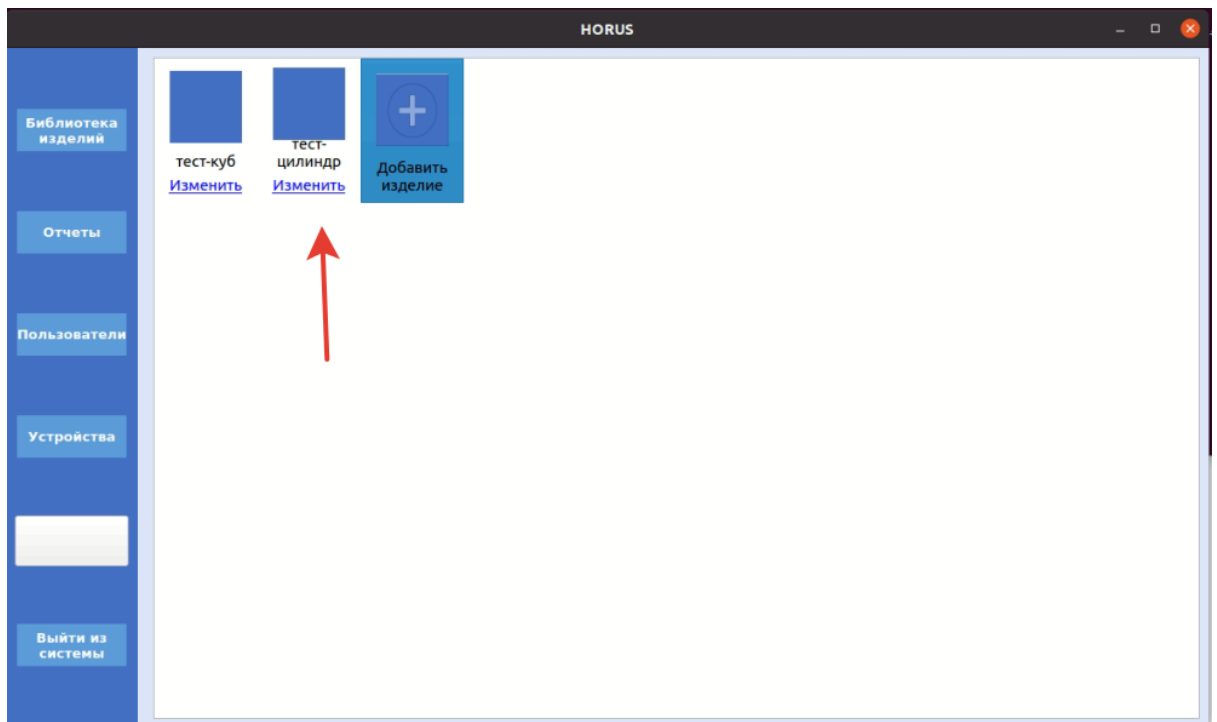 HORUS
Библиотека
изделий
Отчеты
Пользователи
Устройства
Выйти из
системы
тест-куб
Изменить
тест-
цилиндр
Изменить
Добавить
изделие